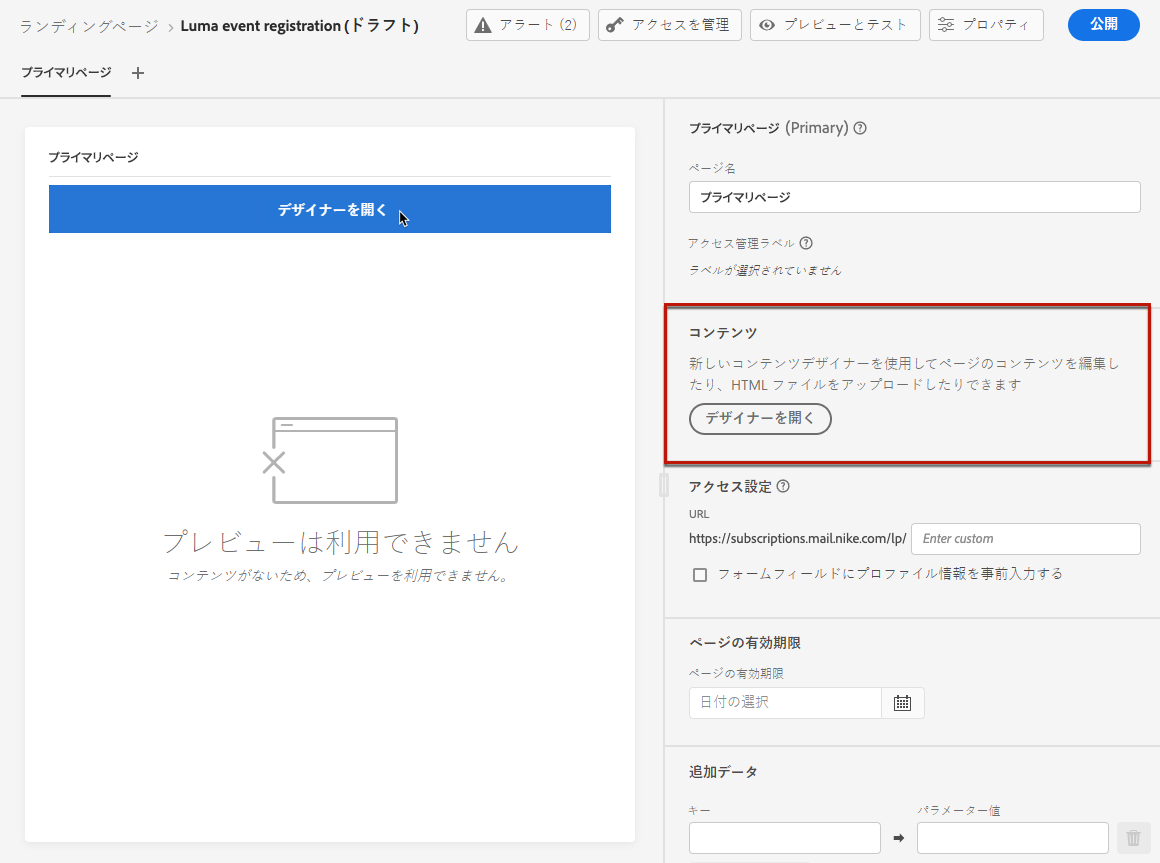 ランディングページ › Luma event registration (ドラフト)
アラート (2)
アクセスを管理
プレビューとテスト
プロパティ
公開
プライマリページ
プライマリページ
デザイナーを開く
プレビューは利用できません
コンテンツがないため、プレビューを利用できません。
プライマリページ (Primary)
ページ名
プライマリページ
アクセス管理ラベル
ラベルが選択されていません
コンテンツ
新しいコンテンツデザイナーを使用してページのコンテンツを編集し
たり、HTML ファイルをアップロードしたりできます
デザイナーを開く
アクセス設定
URL
https://subscriptions.mail.nike.com/lp/
Enter custom
フォームフィールドにプロファイル情報を事前入力する
ページの有効期限
ページの有効期限
日付の選択
追加データ
キー
パラメーター値